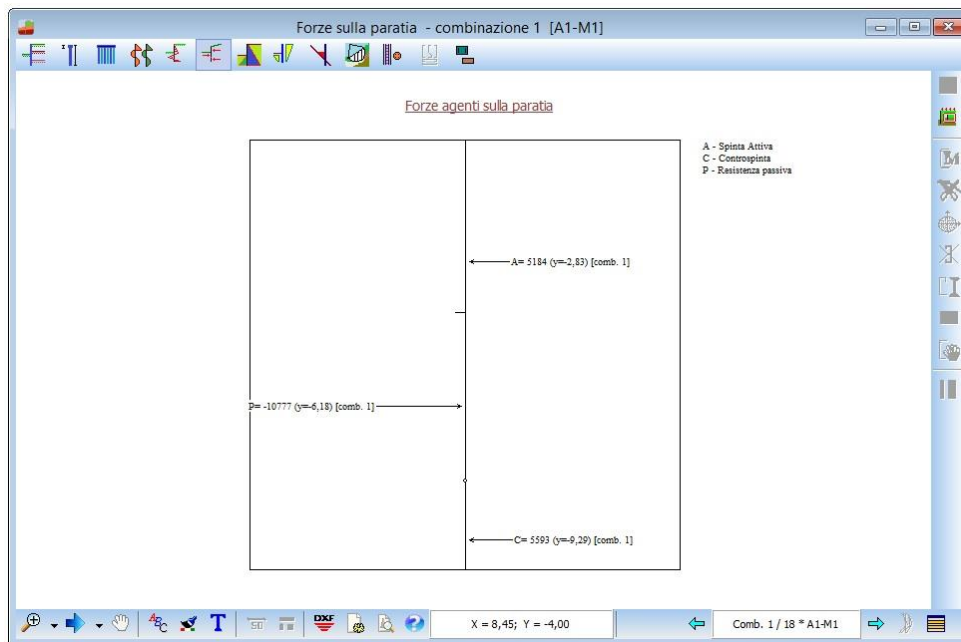 Forze sulla paratia - combinazione 1 [A1-M1]
Forze agenti sulla paratia
A - Spinta Attiva
C - Controspinta
P - Resistenza passiva
A= 5184 (y=-2,83) [comb. 1]
P= -10777 (y=-6,18) [comb. 1]
C= 5593 (y=-9,29) [comb. 1]
ABC T DXF X = 8,45; Y = -4,00 Comb. 1 / 18 * A1-M1